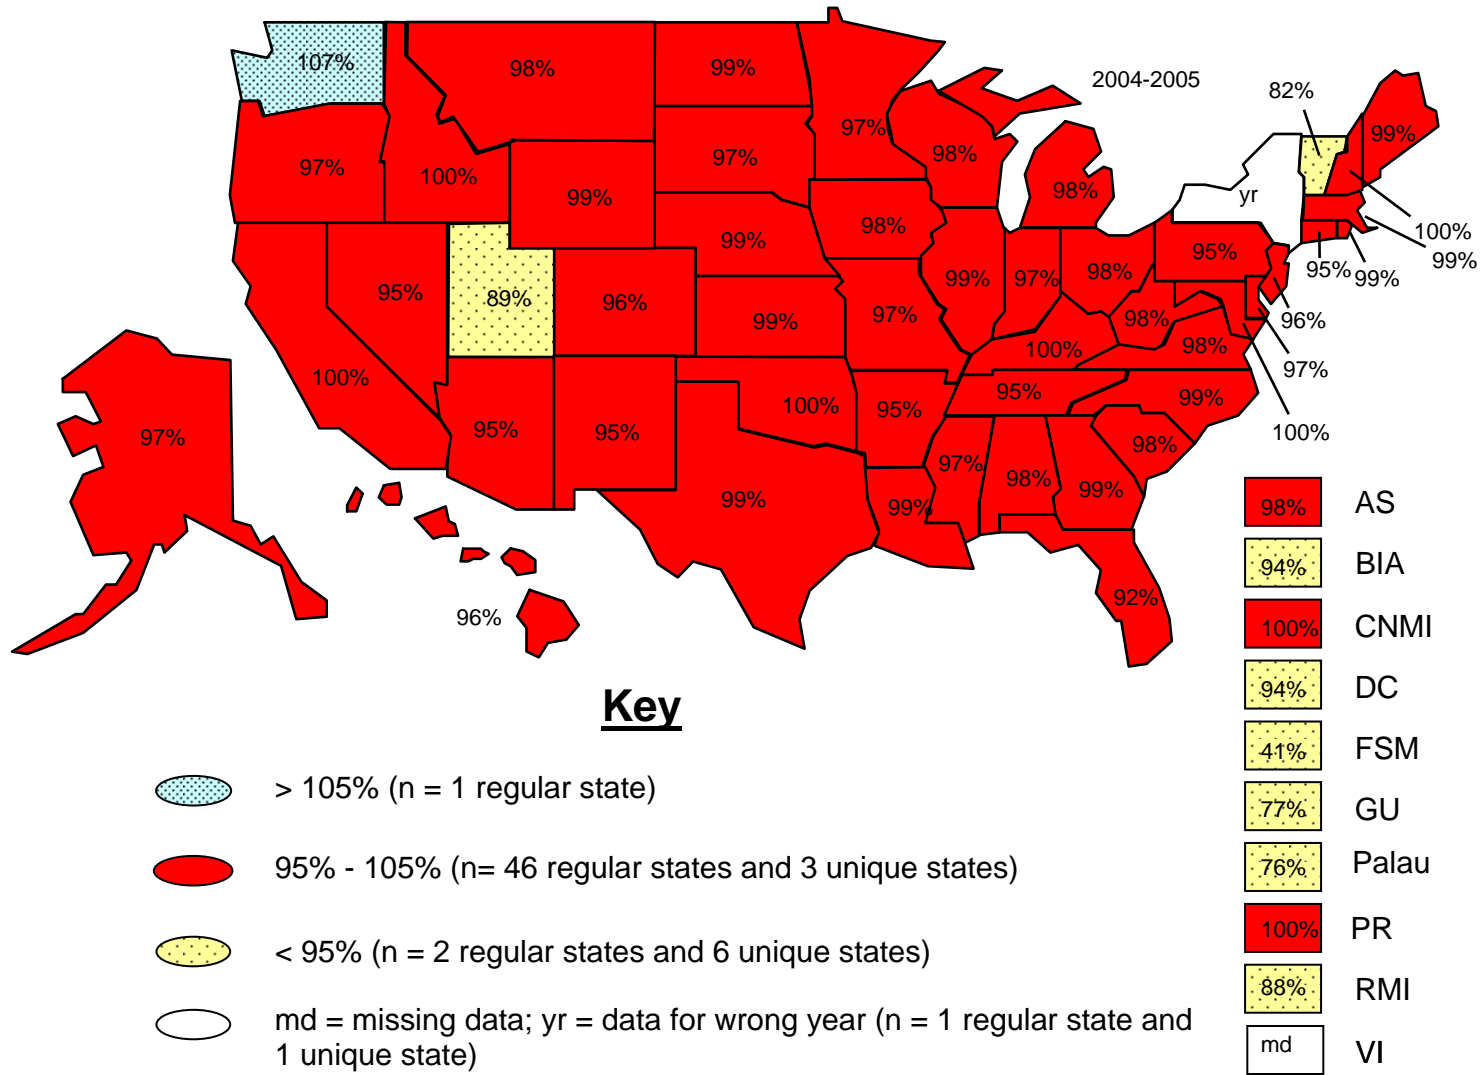 2004-2005
107%
98%
99%
97%
98%
82%
99%
97%
100%
99%
97%
98%
yr
100%
99%
95%
99%
96%
97%
100%
95%
89%
96%
99%
99%
98%
97%
99%
97%
98%
95%
98%
98%
100%
100%
95%
95%
100%
95%
95%
99%
98%
97%
98%
99%
99%
99%
92%
97%
96%
98% AS
94% BIA
100% CNMI
94% DC
41% FSM
77% GU
76% Palau
100% PR
88% RMI
md VI
Key
> 105% (n = 1 regular state)
95% - 105% (n= 46 regular states and 3 unique states)
< 95% (n = 2 regular states and 6 unique states)
md = missing data; yr = data for wrong year (n = 1 regular state and
1 unique state)